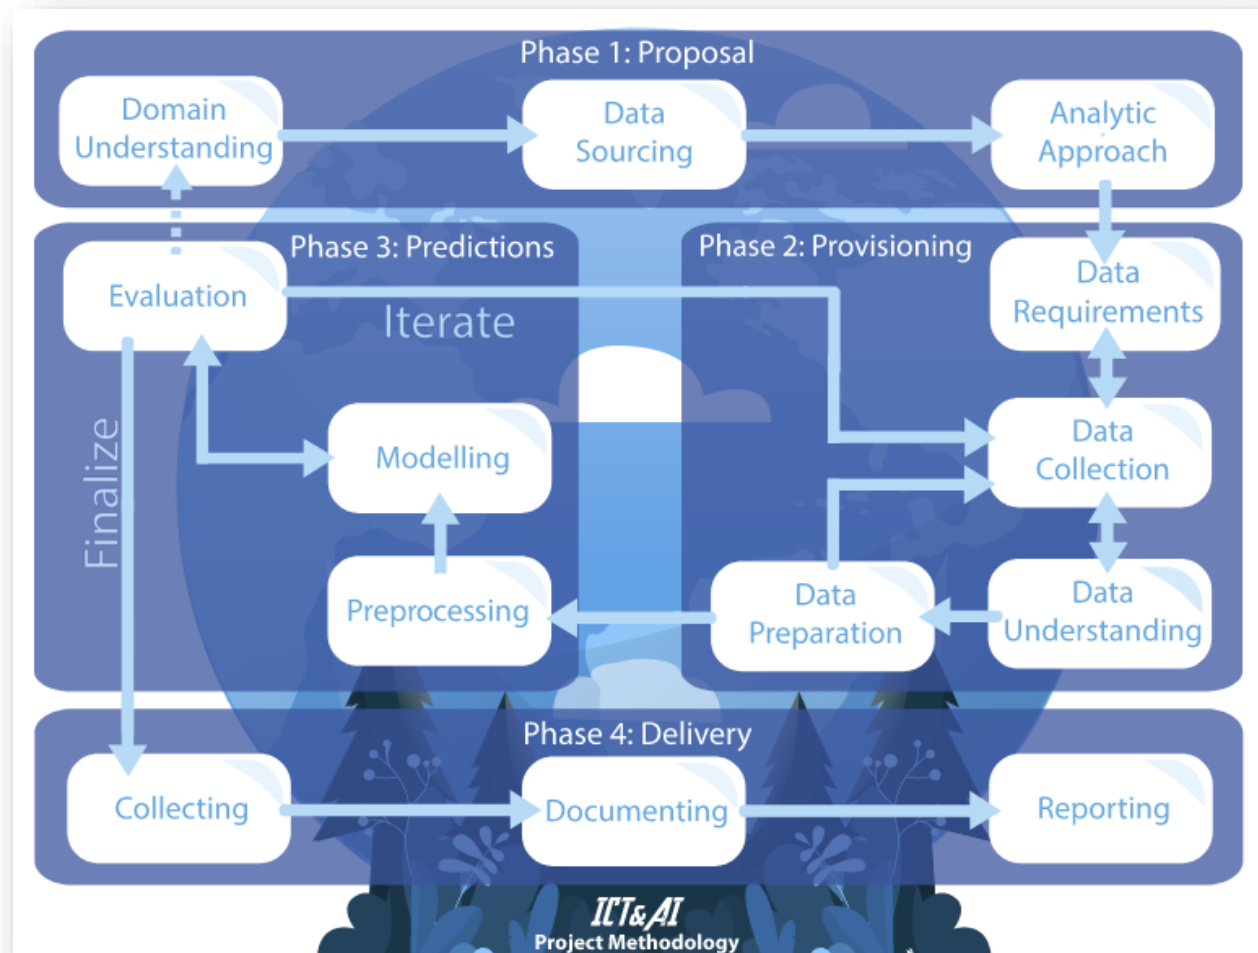 Phase 1: Proposal
Domain
Understanding
Data
Sourcing
Analytic
Approach
Phase 3: Predictions
Evaluation
Iterate
Finalize
Modelling
Preprocessing
Phase 2: Provisioning
Data
Requirements
Data
Collection
Data
Understanding
Data
Preparation
Phase 4: Delivery
Collecting
Documenting
Reporting
ICT&AI
Project Methodology